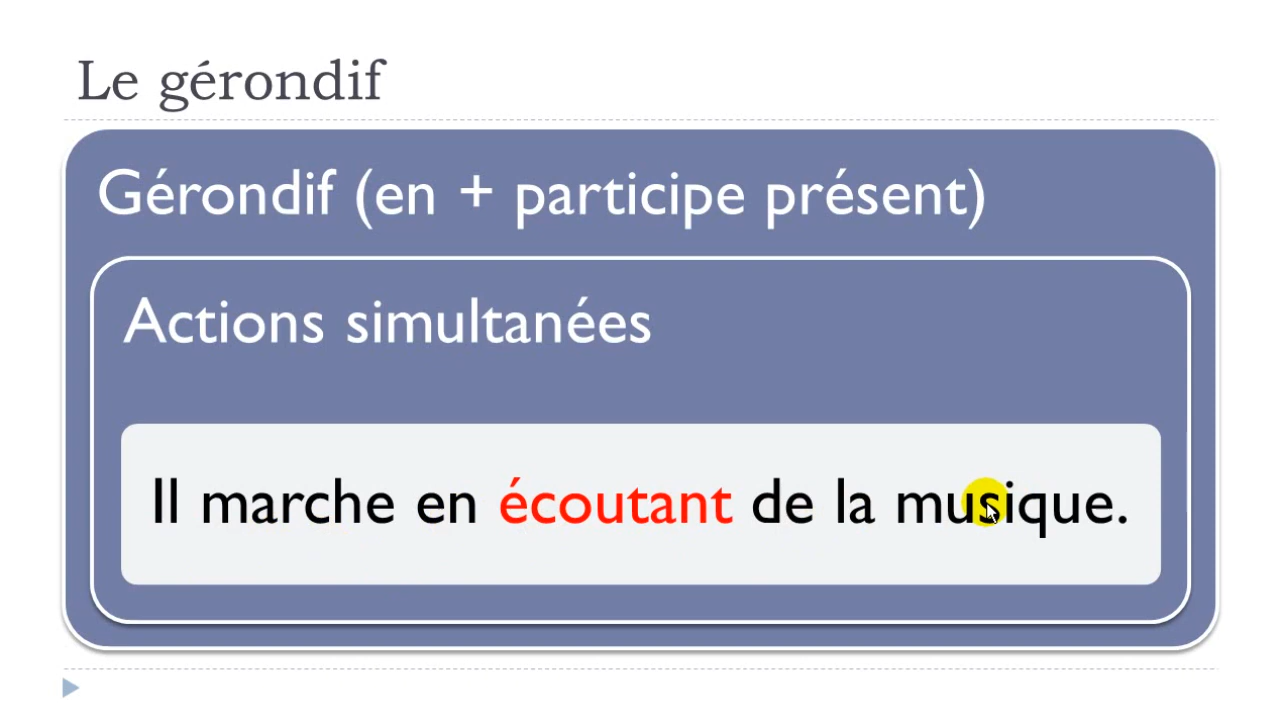 Le gérondif
Gérondif (en + participe présent)
Actions simultanées
Il marche en écoutant de la musique.